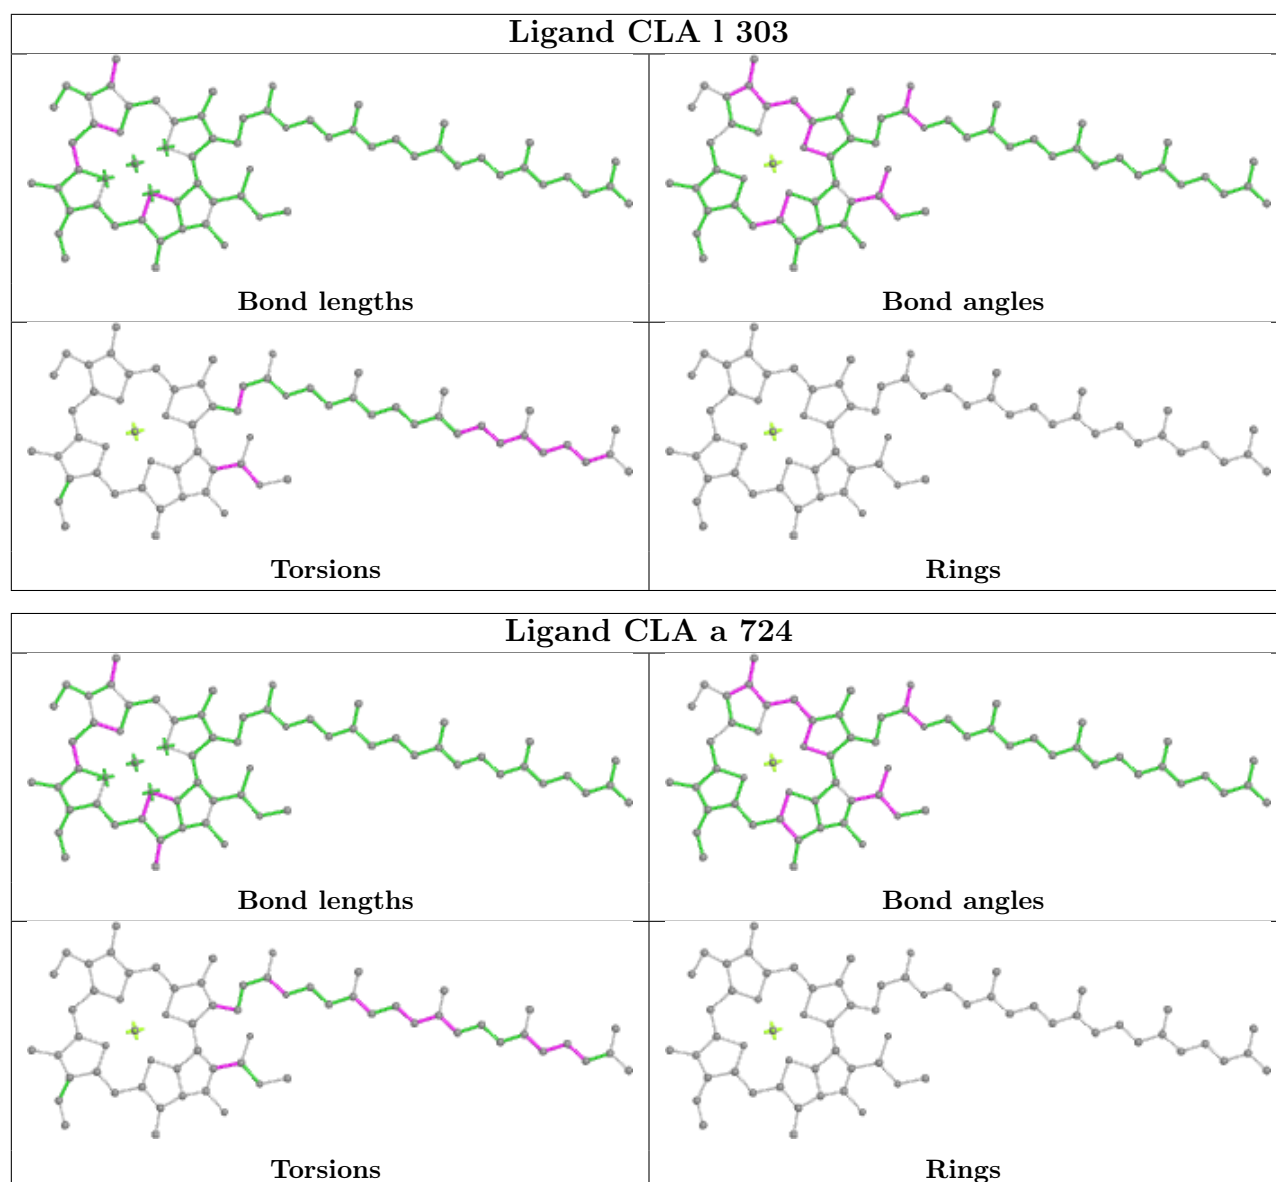 Ligand CLA l 303
Bond lengths
Bond angles
Torsions
Rings
Ligand CLA a 724
Bond lengths
Bond angles
Torsions
Rings